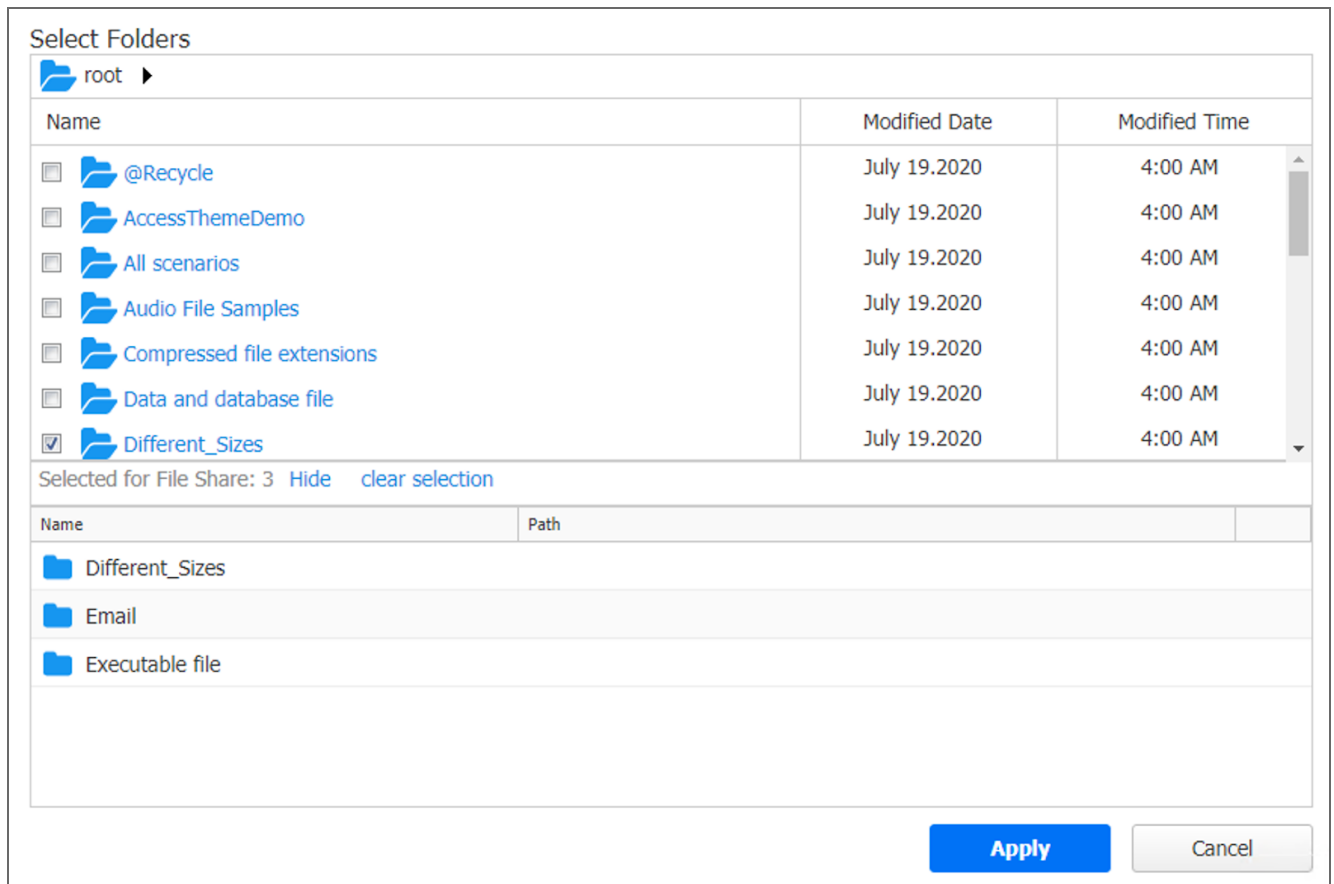 Select Folders
root
Name Modified Date Modified Time
@Recycle July 19.2020 4:00 AM
AccessThemeDemo July 19.2020 4:00 AM
All scenarios July 19.2020 4:00 AM
Audio File Samples July 19.2020 4:00 AM
Compressed file extensions July 19.2020 4:00 AM
Data and database file July 19.2020 4:00 AM
Different_Sizes July 19.2020 4:00 AM
Selected for File Share: 3 Hide clear selection
Name Path
Different_Sizes
Email
Executable file
Apply Cancel